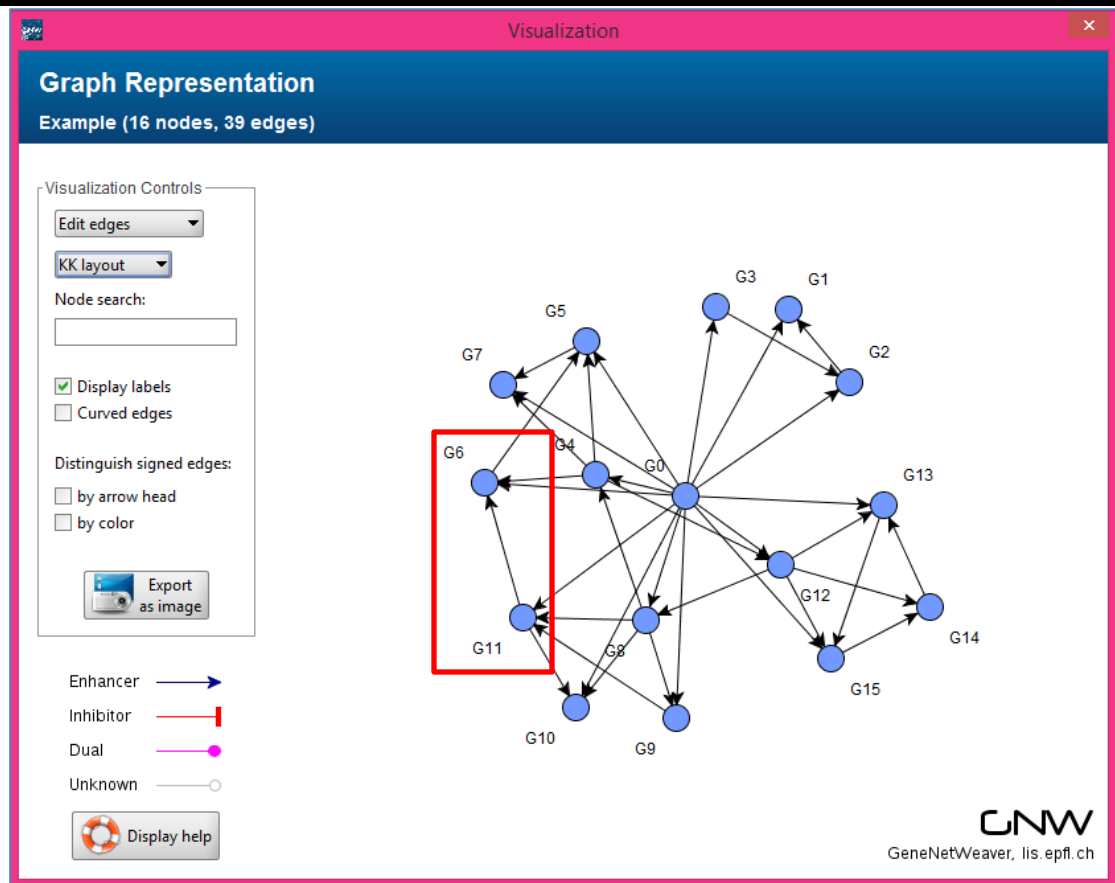 Visualization
Graph Representation
Example (16 nodes, 39 edges)
Visualization Controls
Edit edges
KK layout
Node search:
Display labels
Curved edges
Distinguish signed edges:
by arrow head
by color
Export
as image
Enhancer
Inhibitor
Dual
Unknown
Display help
G3
G1
G5
G2
G7
G4
G6
G0
G13
G12
G14
G11
G8
G15
G10
G9
GNW
GeneNetWeaver, lis.epfl.ch